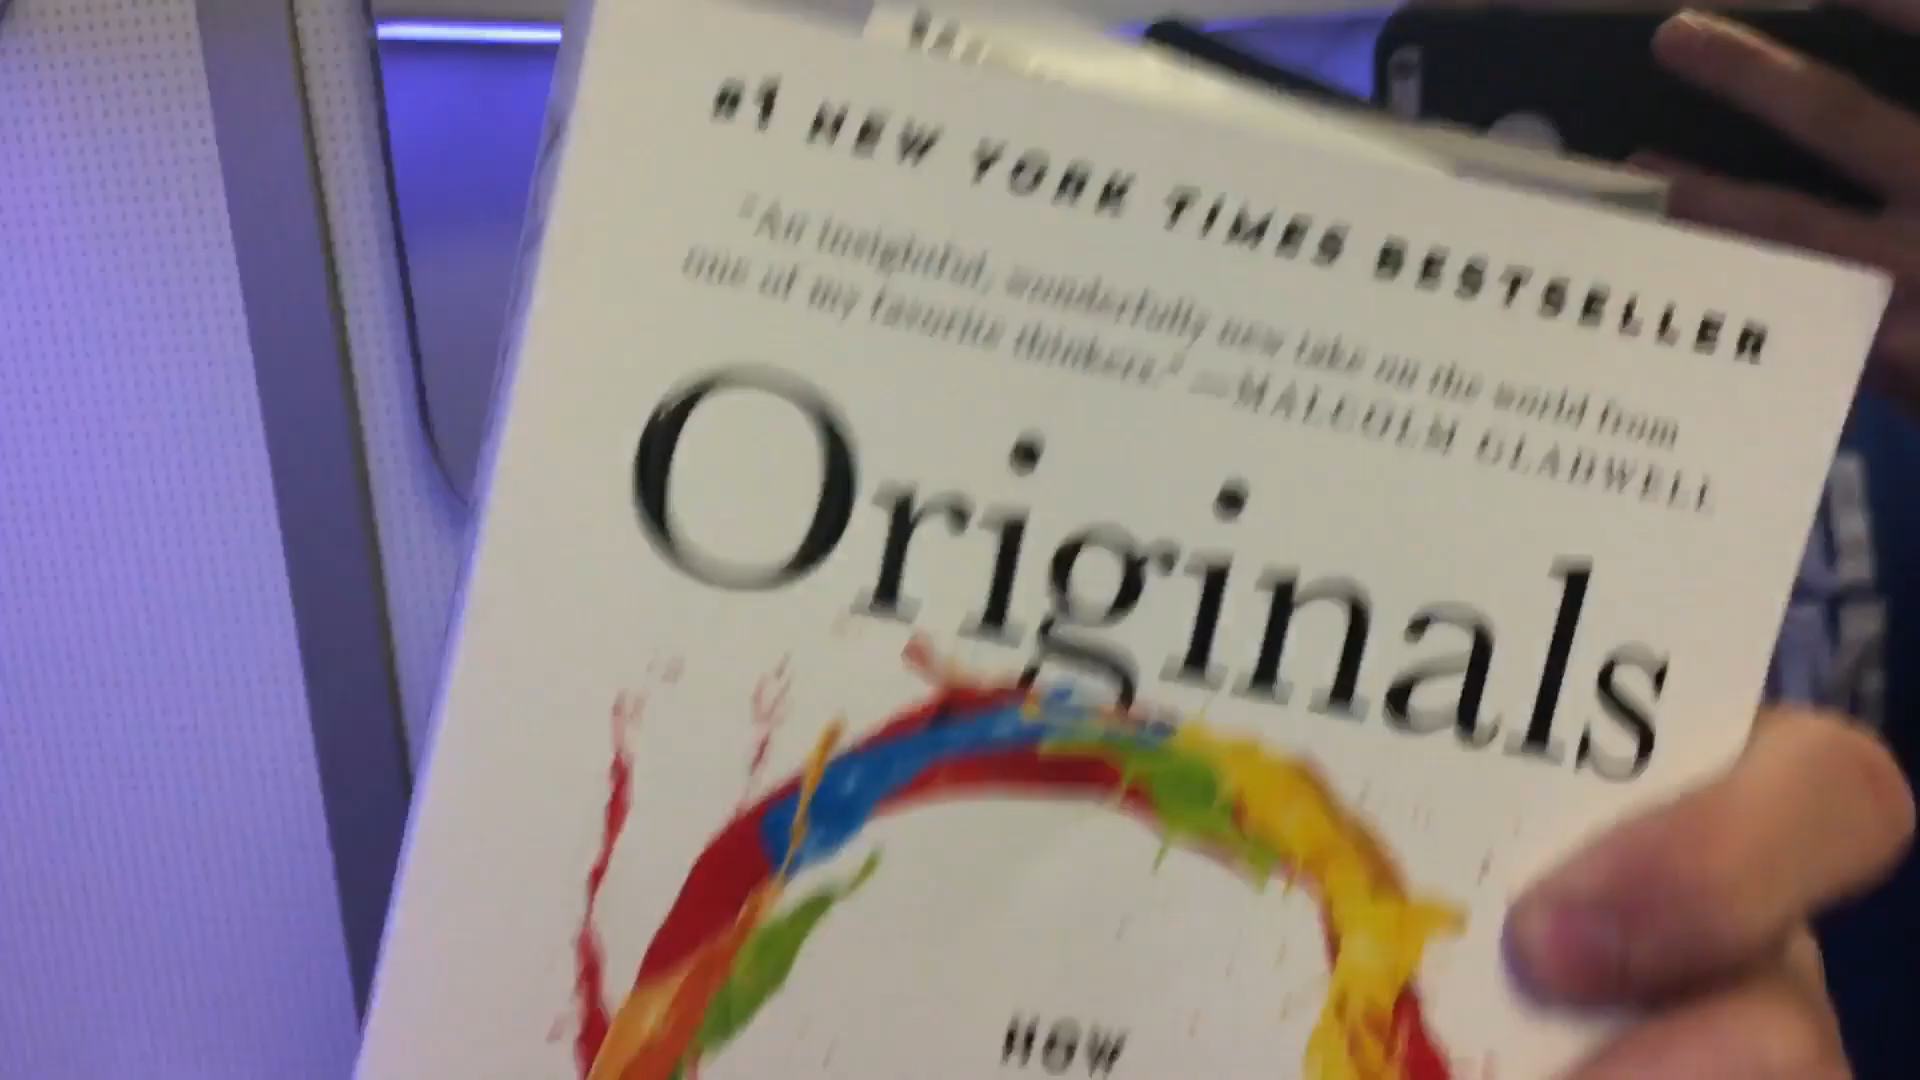 #1 NEW YORK TIMES BESTSELLER
"An insightful, wonderfully new take on the world from
one of my favorite thinkers." —MALCOLM GLADWELL
Originals
HOW